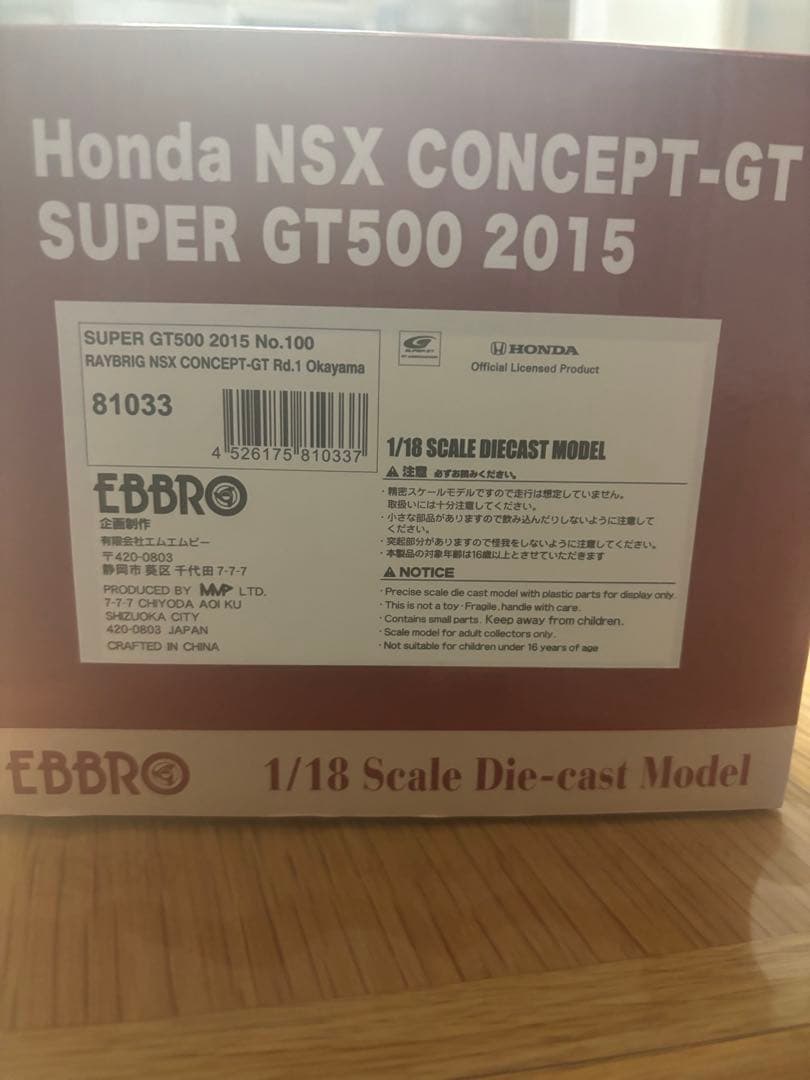 Honda NSX CONCEPT-GT
SUPER GT500 2015
SUPER GT500 2015 No.100
RAYBRIG NSX CONCEPT-GT Rd.1 Okayama
81033
4 526175 810337
EBBRO
企画制作
有限会社エムエムピー
〒420-0803
静岡市 葵区 千代田 7-7-7
PRODUCED BY MMP LTD.
7-7-7 CHIYODA AOI KU
SHIZUOKA CITY
420-0803 JAPAN
CRAFTED IN CHINA
SUPER GT
HONDA
Official Licensed Product
1/18 SCALE DIECAST MODEL
⚠注意 必ずお読みください。
・精密スケールモデルですので走行は想定していません。
取扱いには十分注意してください。
・小さな部品がありますので飲み込んだりしないように注意して
ください。
・突起部分がありますので怪我をしないように注意してください。
・本製品の対象年齢は16歳以上とさせていただきます
⚠NOTICE
・Precise scale die cast model with plastic parts for display only.
・This is not a toy・Fragile, handle with care.
・Contains small parts. Keep away from children.
・Scale model for adult collectors only.
・Not suitable for children under 16 years of age
EBBRO 1/18 Scale Die-cast Model